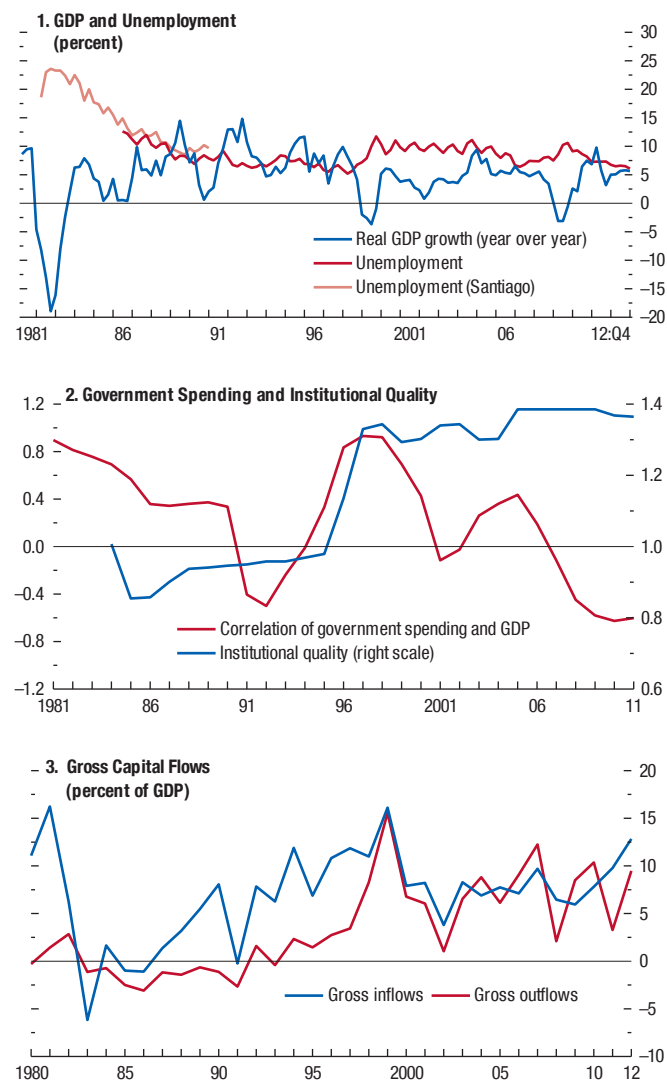 1. GDP and Unemployment
(percent)
30
25
20
15
10
5
0
–5
–10
–15
–20
Real GDP growth (year over year)
Unemployment
Unemployment (Santiago)
1981 86 91 96 2001 06 12:Q4
2. Government Spending and Institutional Quality
1.2 1.4
0.8 1.2
0.4
0.0 1.0
–0.4
–0.8 0.8
–1.2 0.6
Correlation of government spending and GDP
Institutional quality (right scale)
1981 86 91 96 2001 06 11
3. Gross Capital Flows
(percent of GDP)
20
15
10
5
0
–5
–10
Gross inflows Gross outflows
1980 85 90 95 2000 05 10 12